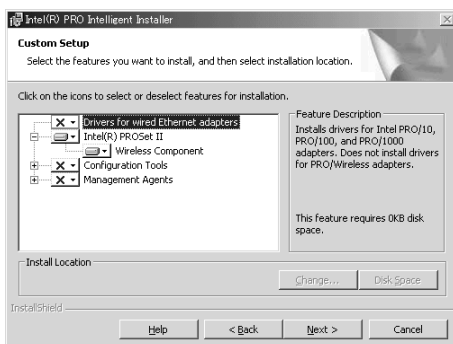 Intel(R) PRO Intelligent Installer
Custom Setup
Select the features you want to install, and then select installation location.
Click on the icons to select or deselect features for installation.
Drivers for wired Ethernet adapters
Intel(R) PROSet II
Wireless Component
Configuration Tools
Management Agents
Feature Description
Installs drivers for Intel PRO/10,
PRO/100, and PRO/1000
adapters. Does not install drivers
for PRO/Wireless adapters.
This feature requires 0KB disk
space.
Install Location
Change...
Disk Space
InstallShield
Help
< Back
Next >
Cancel